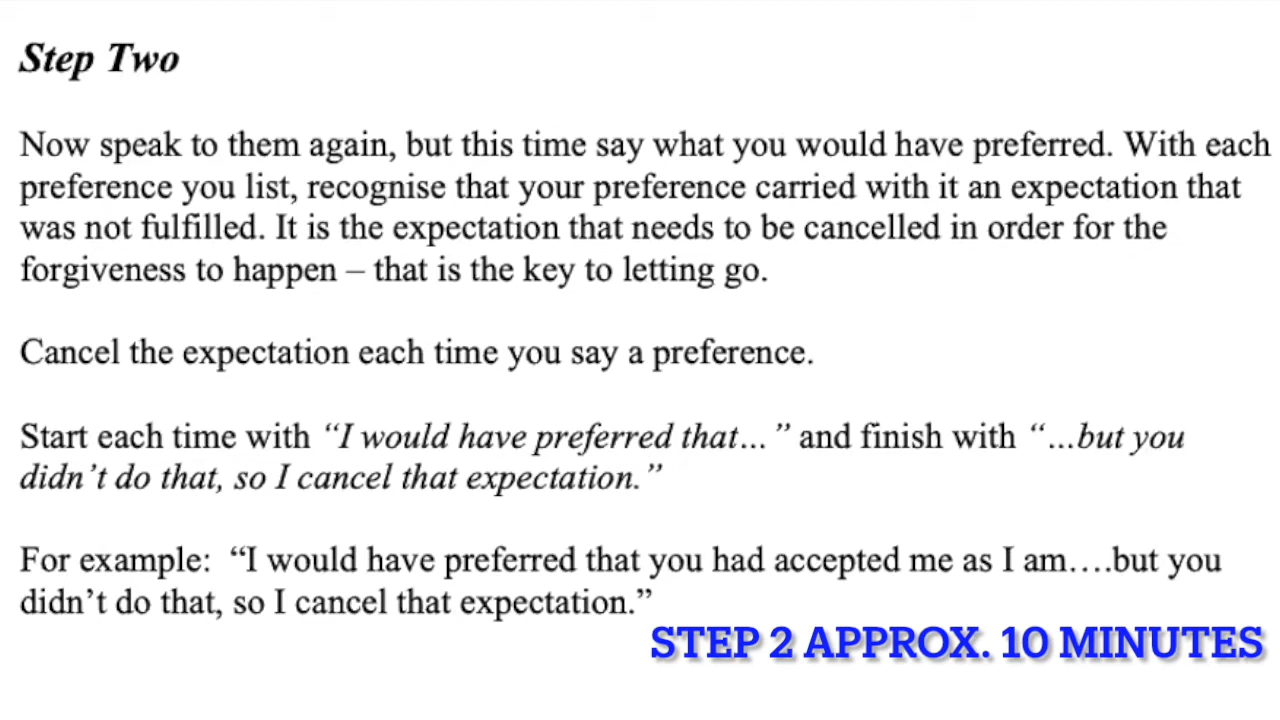 Step Two
Now speak to them again, but this time say what you would have preferred. With each
preference you list, recognise that your preference carried with it an expectation that
was not fulfilled. It is the expectation that needs to be cancelled in order for the
forgiveness to happen – that is the key to letting go.
Cancel the expectation each time you say a preference.
Start each time with “I would have preferred that... ” and finish with “...but you
didn’t do that, so I cancel that expectation.”
For example:  “I would have preferred that you had accepted me as I am….but you
didn’t do that, so I cancel that expectation.”
STEP 2 APPROX. 10 MINUTES